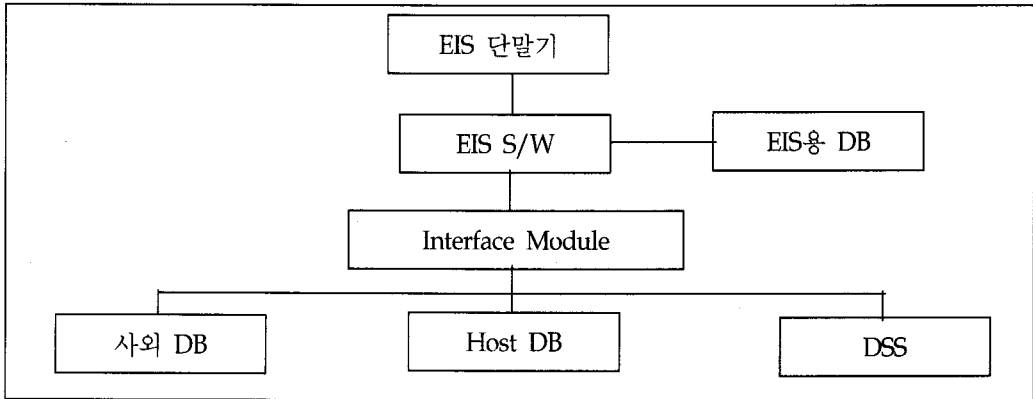 EIS 단말기
EIS S/W
EIS용 DB
Interface Module
사외 DB
Host DB
DSS